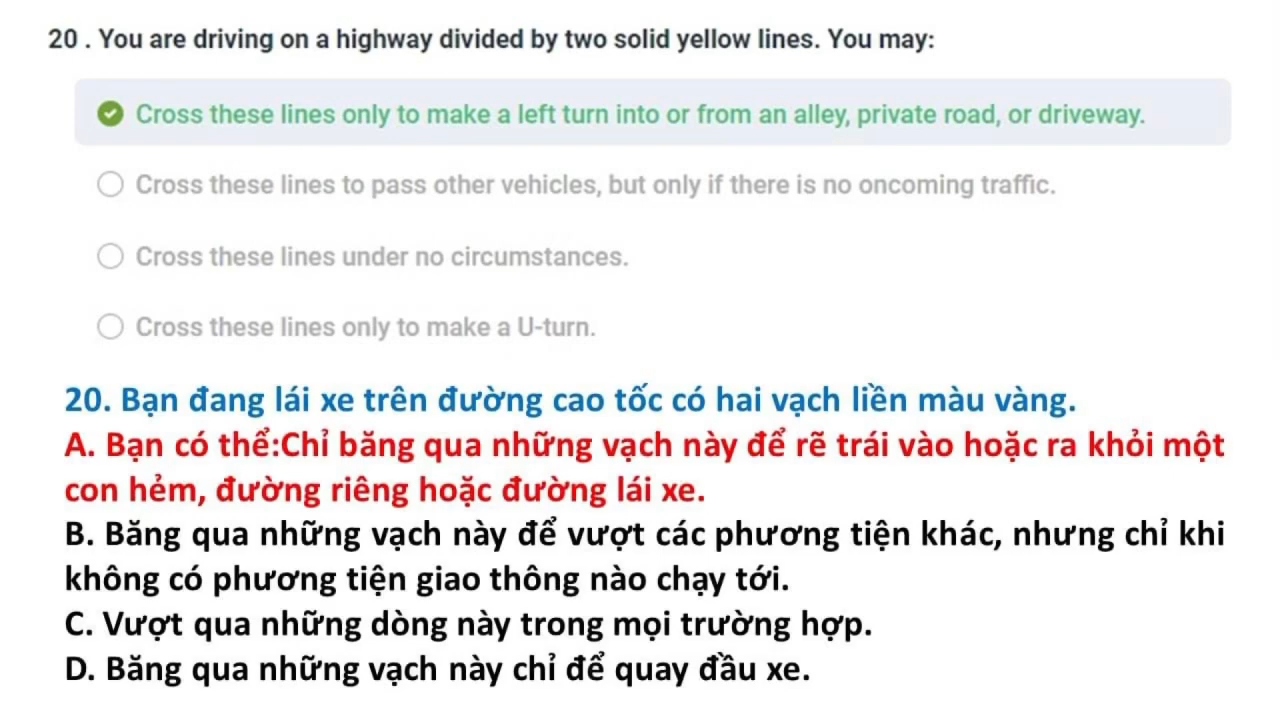 20 . You are driving on a highway divided by two solid yellow lines. You may:
Cross these lines only to make a left turn into or from an alley, private road, or driveway.
Cross these lines to pass other vehicles, but only if there is no oncoming traffic.
Cross these lines under no circumstances.
Cross these lines only to make a U-turn.
20. Bạn đang lái xe trên đường cao tốc có hai vạch liền màu vàng.
A. Bạn có thể:Chỉ băng qua những vạch này để rẽ trái vào hoặc ra khỏi một
con hẻm, đường riêng hoặc đường lái xe.
B. Băng qua những vạch này để vượt các phương tiện khác, nhưng chỉ khi
không có phương tiện giao thông nào chạy tới.
C. Vượt qua những dòng này trong mọi trường hợp.
D. Băng qua những vạch này chỉ để quay đầu xe.